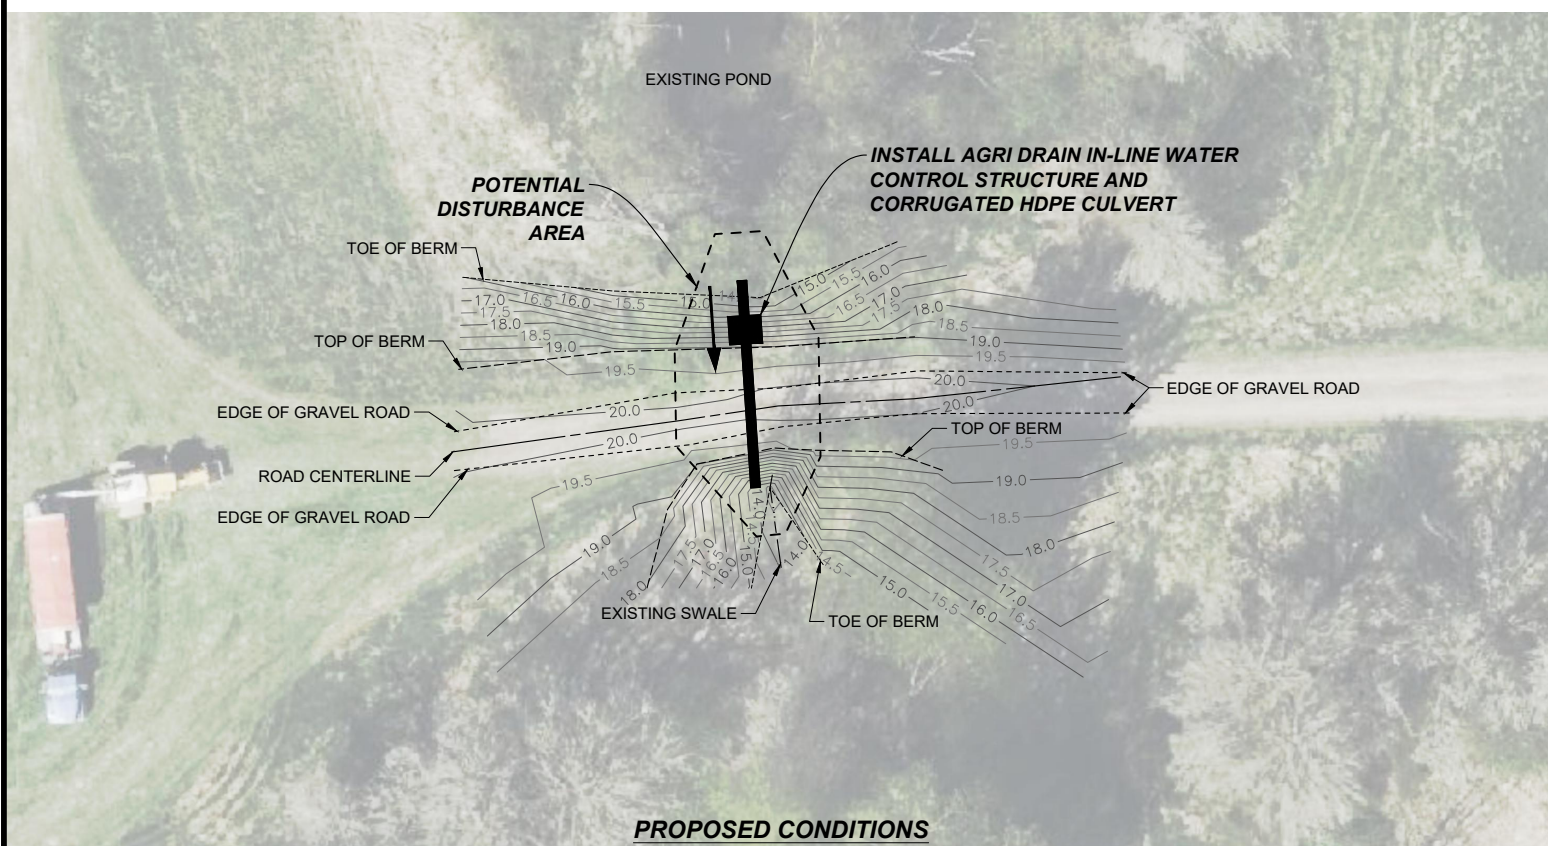 EXISTING POND
INSTALL AGRI DRAIN IN-LINE WATER
CONTROL STRUCTURE AND
CORRUGATED HDPE CULVERT
POTENTIAL
DISTURBANCE
AREA
TOE OF BERM
15.0
15.5
16.0
16.5
17.0
17.5
18.0
18.5
19.0
19.5
17.0
16.5
16.0
15.5
15.0
17.5
18.0
18.5
19.0
19.5
TOP OF BERM
EDGE OF GRAVEL ROAD
20.0
20.0
EDGE OF GRAVEL ROAD
20.0
20.0
TOP OF BERM
ROAD CENTERLINE
EDGE OF GRAVEL ROAD
19.5
19.0
18.5
18.0
17.5
17.0
16.5
16.0
15.0
14.0
14.0
15.0
15.5
16.0
16.5
17.0
17.5
18.0
18.5
19.0
19.5
EXISTING SWALE
TOE OF BERM
PROPOSED CONDITIONS